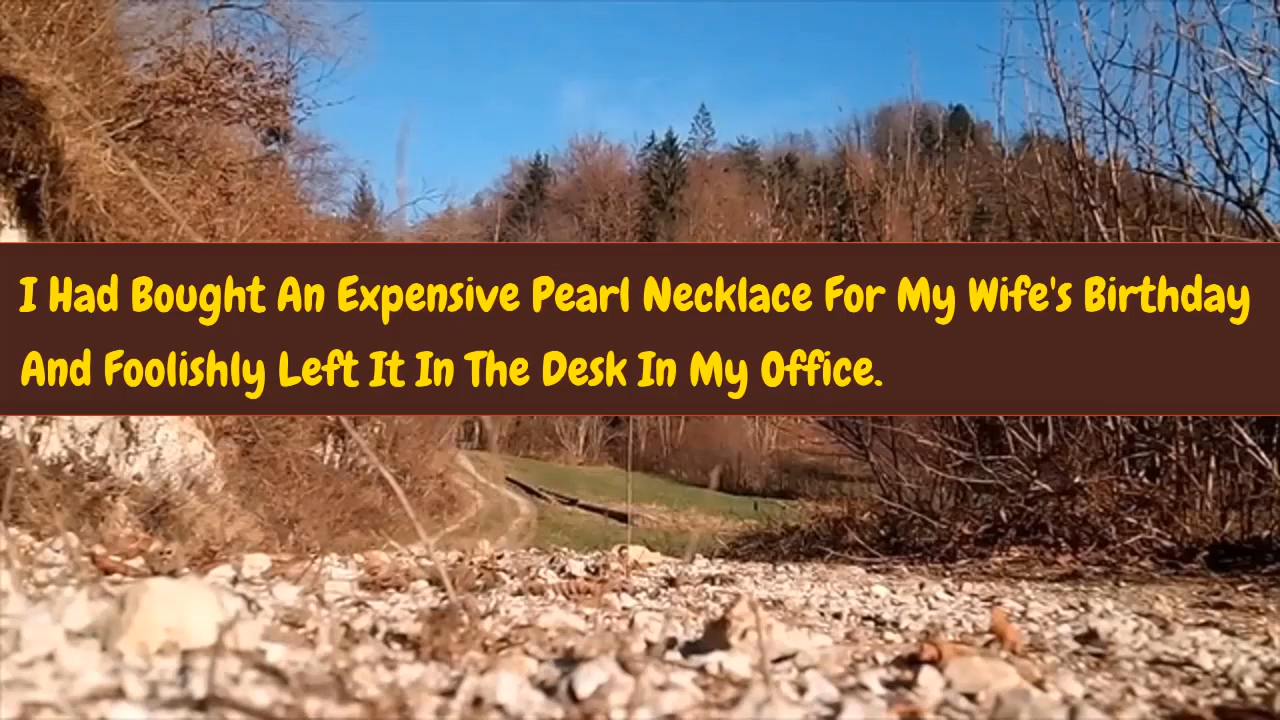 I Had Bought An Expensive Pearl Necklace For My Wife's Birthday
And Foolishly Left It In The Desk In My Office.